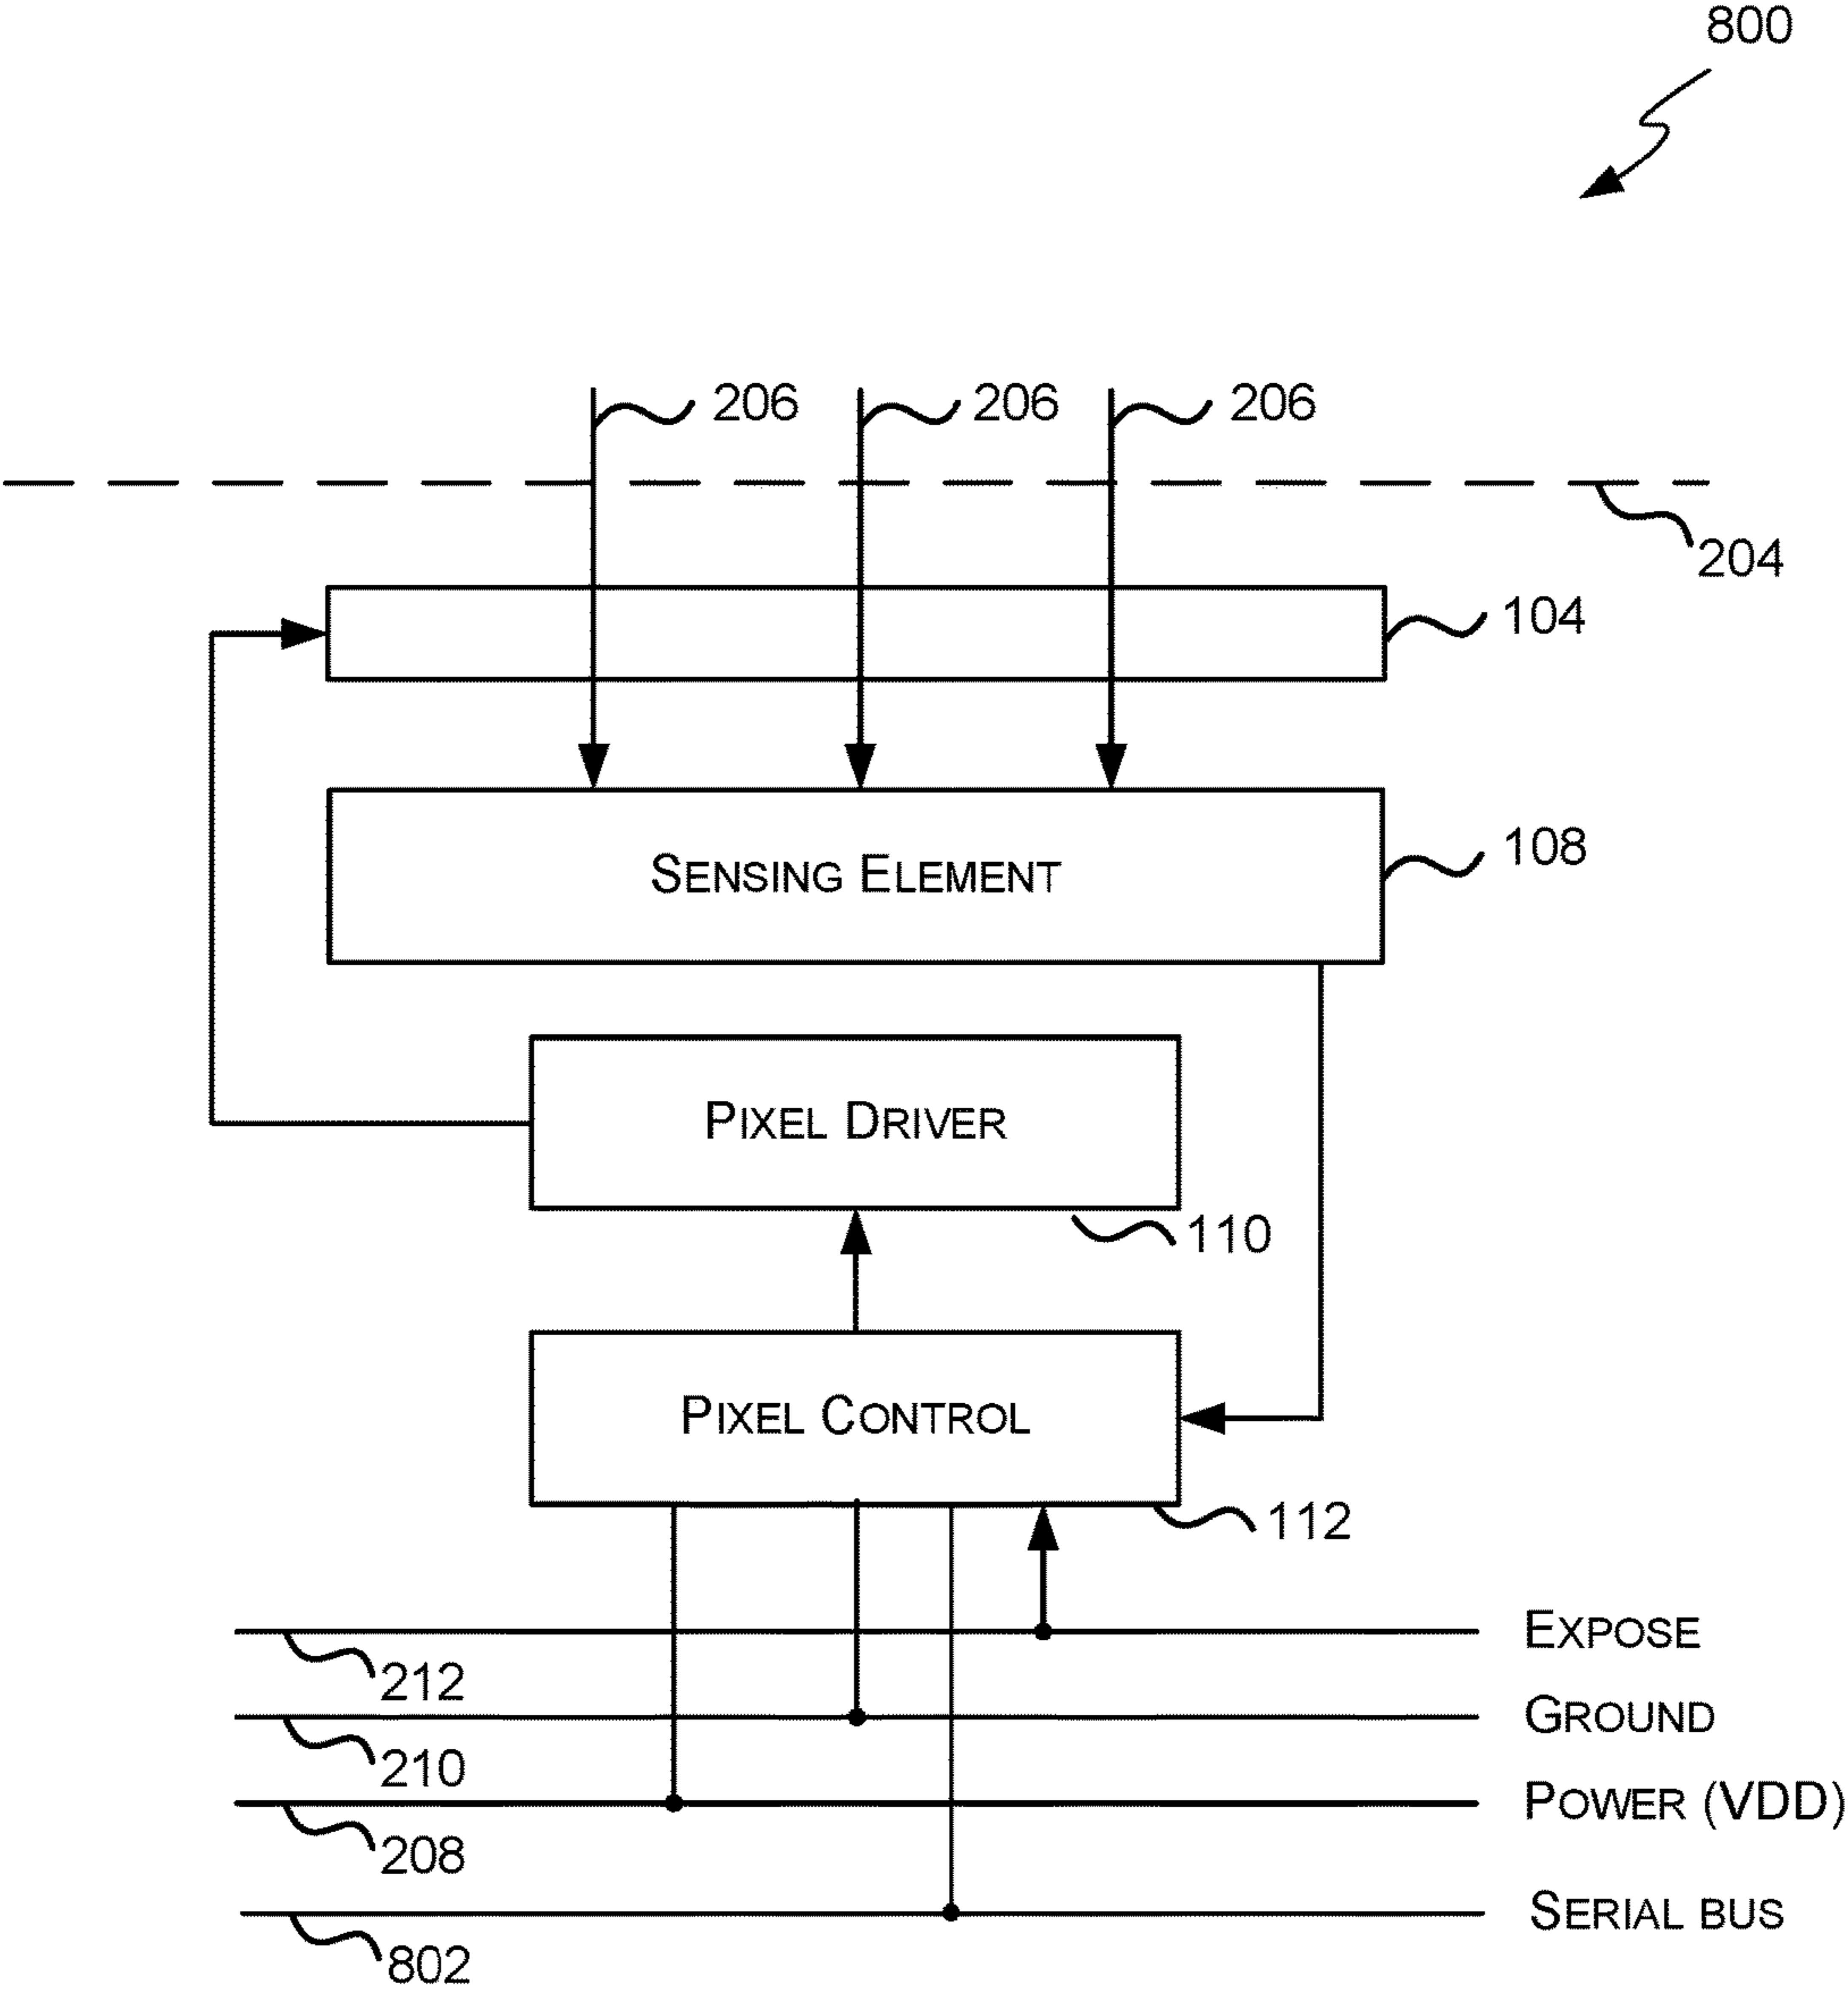 800
206 206 206
204
104
108
SENSING ELEMENT
PIXEL DRIVER
110
PIXEL CONTROL
112
EXPOSE
212
GROUND
210
POWER (VDD)
208
SERIAL BUS
802